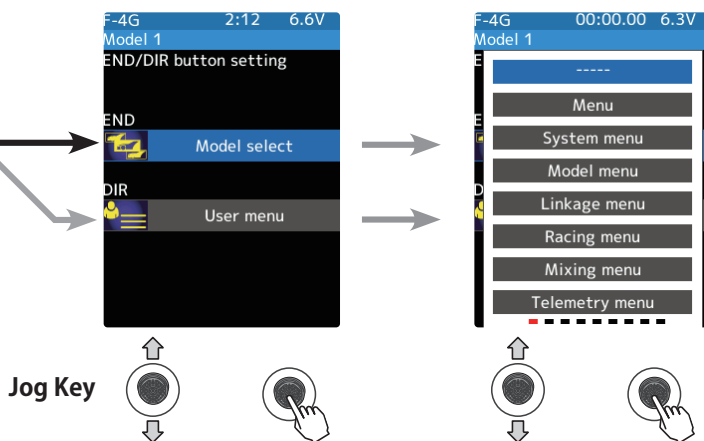 F-4G 2:12 6.6V
Model 1
END/DIR button setting
END
Model select
DIR
User menu
F-4G 00:00.00 6.3V
Model 1
E
-----
Menu
E
System menu
Model menu
D
Linkage menu
Racing menu
Mixing menu
Telemetry menu
Jog Key